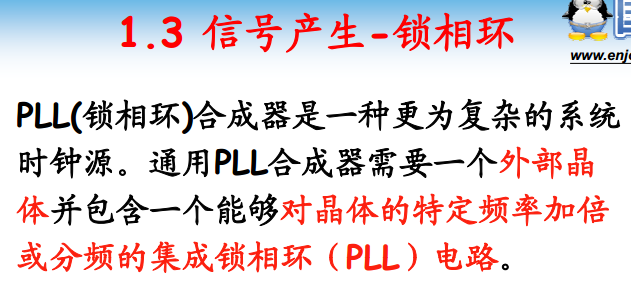 1.3 信号产生-锁相环
www.enj
PLL(锁相环)合成器是一种更为复杂的系统
时钟源。通用PLL合成器需要一个外部晶
体并包含一个能够对晶体的特定频率加倍
或分频的集成锁相环（PLL）电路。